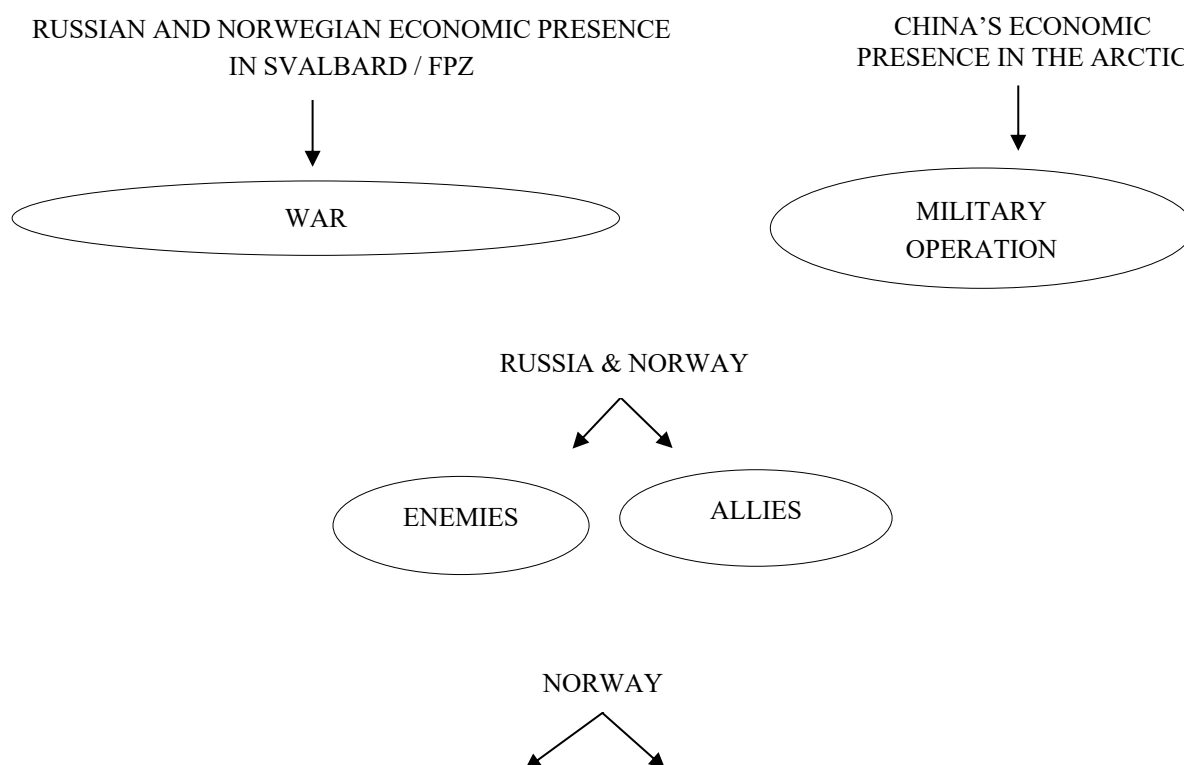 RUSSIAN AND NORWEGIAN ECONOMIC PRESENCE
IN SVALBARD / FPZ
CHINA’S ECONOMIC
PRESENCE IN THE ARCTIC
WAR
MILITARY
OPERATION
RUSSIA & NORWAY
ENEMIES
ALLIES
NORWAY